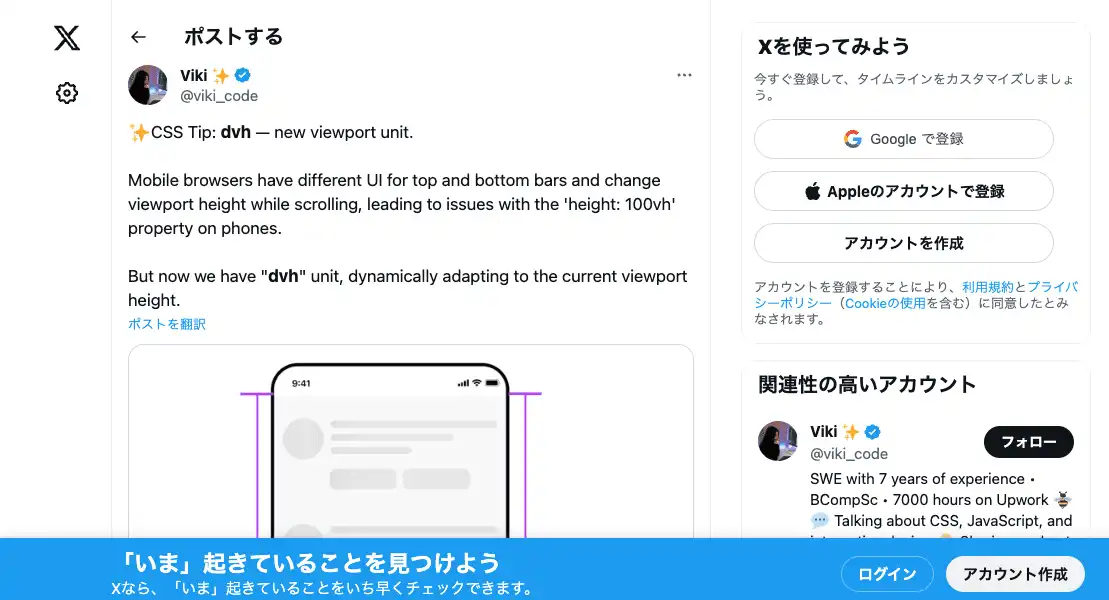 ポストする
Viki ✨
@viki_code
✨CSS Tip: dvh — new viewport unit.
Mobile browsers have different UI for top and bottom bars and change
viewport height while scrolling, leading to issues with the 'height: 100vh'
property on phones.
But now we have "dvh" unit, dynamically adapting to the current viewport
height.
ポストを翻訳
9:41
Xを使ってみよう
今すぐ登録して、タイムラインをカスタマイズしましょ
う。
Google で登録
Appleのアカウントで登録
アカウントを作成
アカウントを登録することにより、利用規約とプライバ
シーポリシー（Cookieの使用を含む）に同意したとみ
なされます。
関連性の高いアカウント
Viki ✨
@viki_code
フォロー
SWE with 7 years of experience •
BCompSc • 7000 hours on Upwork 🐝
💬 Talking about CSS, JavaScript, and
「いま」起きていることを見つけよう
Xなら、「いま」起きていることをいち早くチェックできます。
ログイン
アカウント作成